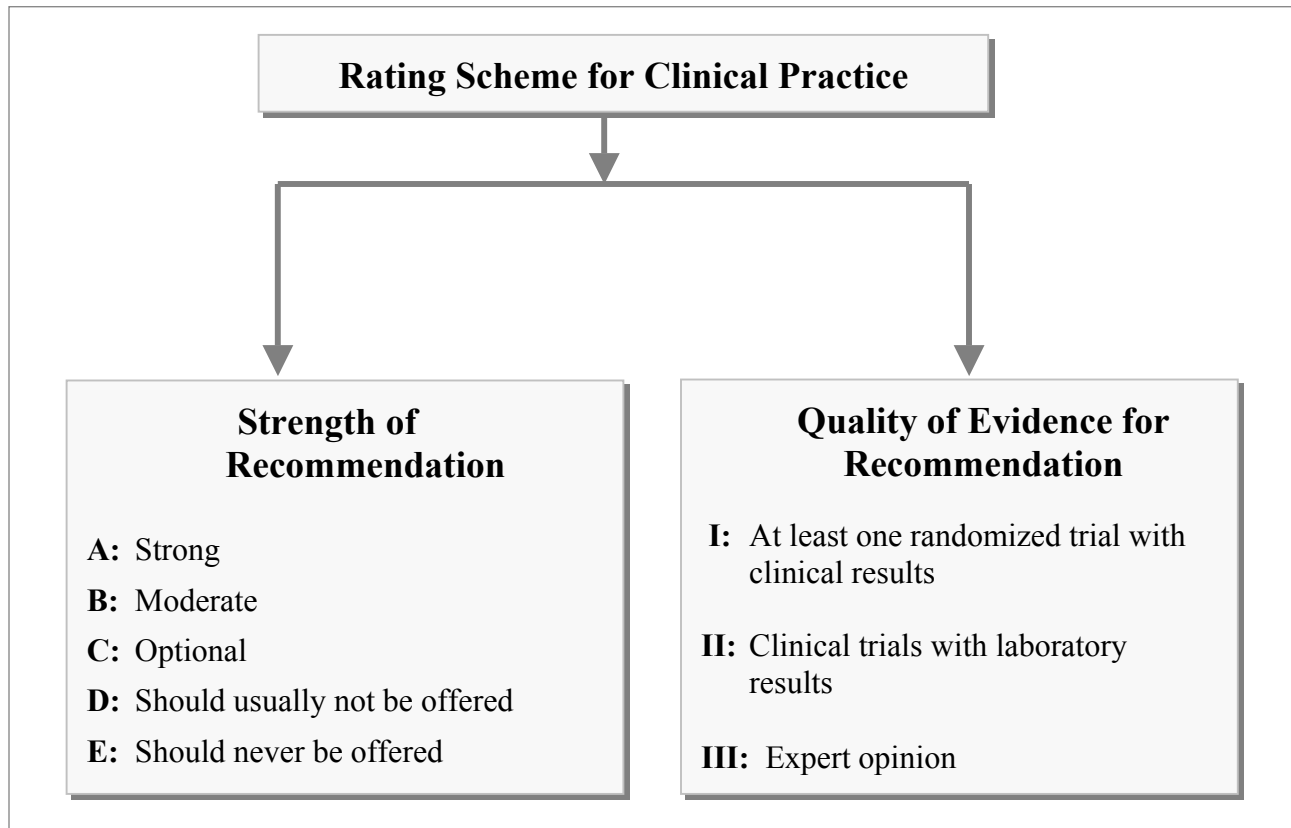 Rating Scheme for Clinical Practice
Strength of
Recommendation
A: Strong
B: Moderate
C: Optional
D: Should usually not be offered
E: Should never be offered
Quality of Evidence for
Recommendation
I: At least one randomized trial with
clinical results
II: Clinical trials with laboratory
results
III: Expert opinion